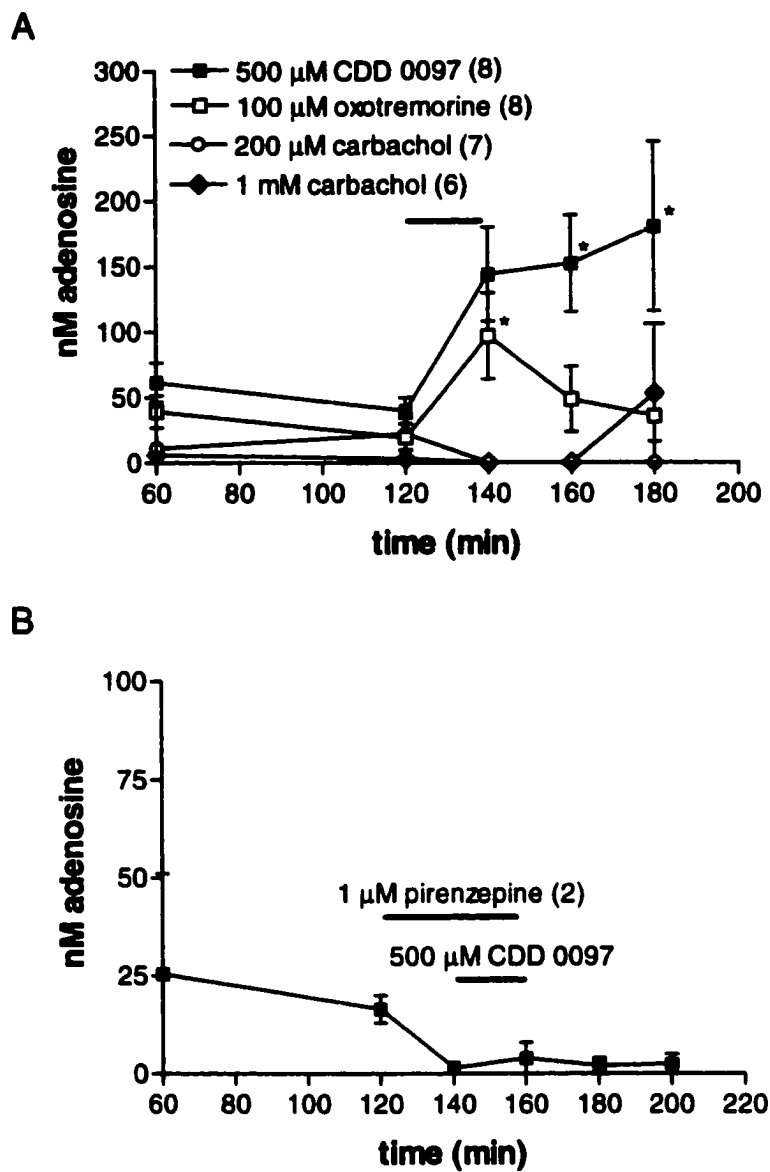 A
300
250
200
150
100
50
0
nM adenosine
500 µM CDD 0097 (8)
100 µM oxotremorine (8)
200 µM carbachol (7)
1 mM carbachol (6)
*
*
*
60 80 100 120 140 160 180 200
time (min)
B
100
75
50
25
0
nM adenosine
1 µM pirenzepine (2)
500 µM CDD 0097
60 80 100 120 140 160 180 200 220
time (min)